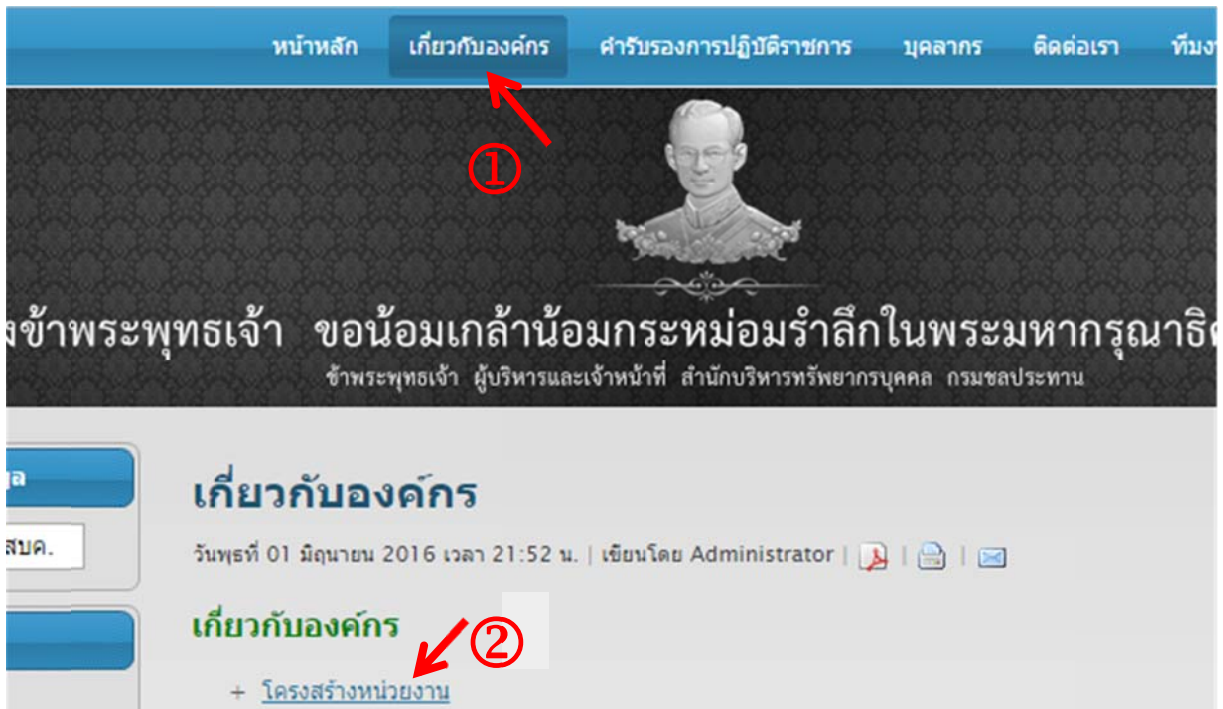 หน้าหลัก เกี่ยวกับองค์กร คำรับรองการปฏิบัติราชการ บุคลากร ติดต่อเรา
①
ข้าพระพุทธเจ้า ขอน้อมเกล้าน้อมกระหม่อมรำลึกในพระมหากรุณาธิ
ข้าพระพุทธเจ้า ผู้บริหารและเจ้าหน้าที่ สำนักบริหารทรัพยากรบุคคล กรมชลประทาน
เกี่ยวกับองค์กร
สบค.
วันพุธที่ 01 มิถุนายน 2016 เวลา 21:52 น. | เขียนโดย Administrator | | |
เกี่ยวกับองค์กร
②
+ โครงสร้างหน่วยงาน